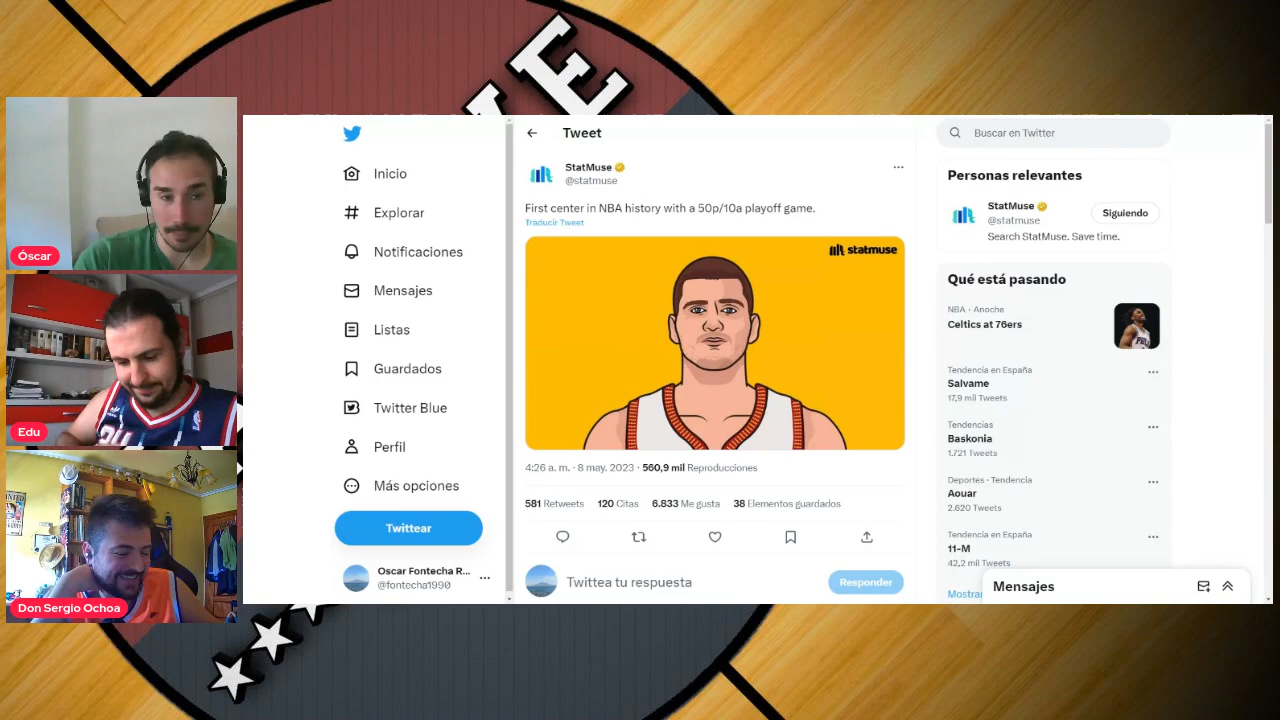 VE
Óscar
Edu
WANTED
Don Sergio Ochoa
Inicio
Explorar
Notificaciones
Mensajes
Listas
Guardados
Twitter Blue
Perfil
Más opciones
Twittear
Oscar Fontecha R...
@fontecha1990
Tweet
StatMuse
@statmuse
First center in NBA history with a 50p/10a playoff game.
Traducir Tweet
statmuse
4:26 a. m. · 8 may. 2023 · 560,9 mil Reproducciones
581 Retweets 120 Citas 6.833 Me gusta 38 Elementos guardados
Twittea tu respuesta
Responder
Buscar en Twitter
Personas relevantes
StatMuse
@statmuse
Siguiendo
Search StatMuse. Save time.
Qué está pasando
NBA · Anoche
Celtics at 76ers
Tendencia en España
Salvame
17,9 mil Tweets
Tendencias
Baskonia
1.721 Tweets
Deportes · Tendencia
Aouar
2.620 Tweets
Tendencia en España
11-M
42,2 mil Tweets
Mostrar
Mensajes